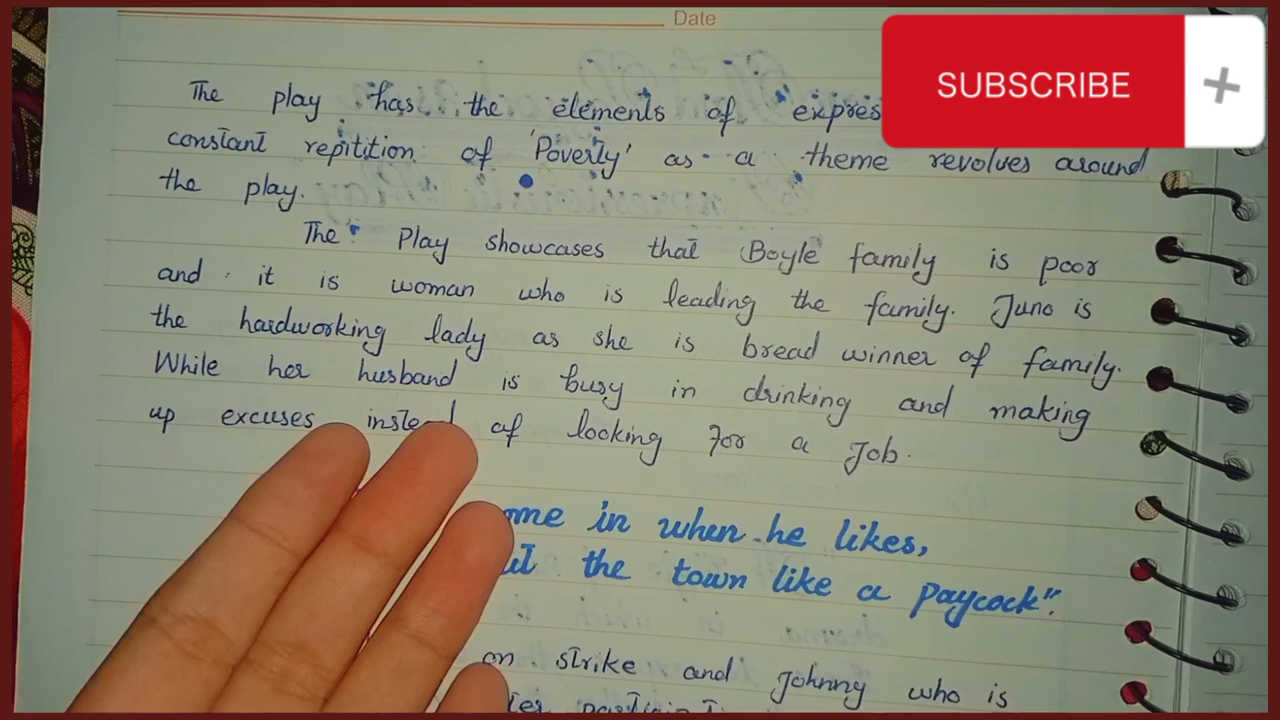 Date
SUBSCRIBE
The play has the elements of
constant repitition of 'Poverty' as a theme revolves around
the play.
The Play showcases that Boyle family is poor
and it is woman who is leading the family. Juno is
the hardworking lady as she is bread winner of family.
While her husband is busy in drinking and making
up excuses of looking for a Job.
in when he likes,
the town like a paycock".
on strike and Johnny who is